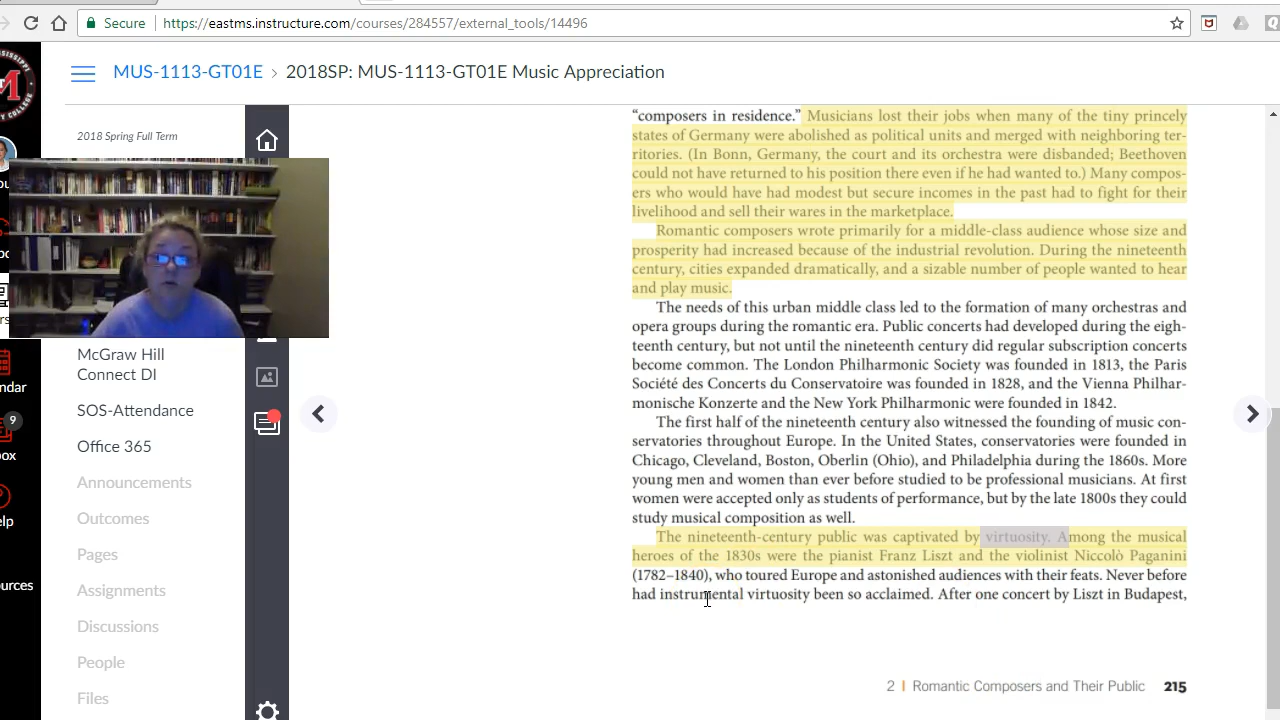 Secure
https://eastms.instructure.com/courses/284557/external_tools/14496
MUS-1113-GT01E > 2018SP: MUS-1113-GT01E Music Appreciation
2018 Spring Full Term
McGraw Hill
Connect DI
SOS-Attendance
Office 365
Announcements
Outcomes
Pages
Assignments
Discussions
People
Files
9
“composers in residence.” Musicians lost their jobs when many of the tiny princely
states of Germany were abolished as political units and merged with neighboring ter-
ritories. (In Bonn, Germany, the court and its orchestra were disbanded; Beethoven
could not have returned to his position there even if he had wanted to.) Many compos-
ers who would have had modest but secure incomes in the past had to fight for their
livelihood and sell their wares in the marketplace.
Romantic composers wrote primarily for a middle-class audience whose size and
prosperity had increased because of the industrial revolution. During the nineteenth
century, cities expanded dramatically, and a sizable number of people wanted to hear
and play music.
The needs of this urban middle class led to the formation of many orchestras and
opera groups during the romantic era. Public concerts had developed during the eigh-
teenth century, but not until the nineteenth century did regular subscription concerts
become common. The London Philharmonic Society was founded in 1813, the Paris
Société des Concerts du Conservatoire was founded in 1828, and the Vienna Philhar-
monische Konzerte and the New York Philharmonic were founded in 1842.
The first half of the nineteenth century also witnessed the founding of music con-
servatories throughout Europe. In the United States, conservatories were founded in
Chicago, Cleveland, Boston, Oberlin (Ohio), and Philadelphia during the 1860s. More
young men and women than ever before studied to be professional musicians. At first
women were accepted only as students of performance, but by the late 1800s they could
study musical composition as well.
The nineteenth-century public was captivated by virtuosity. Among the musical
heroes of the 1830s were the pianist Franz Liszt and the violinist Niccolò Paganini
(1782–1840), who toured Europe and astonished audiences with their feats. Never before
had instrumental virtuosity been so acclaimed. After one concert by Liszt in Budapest,
2 | Romantic Composers and Their Public 215